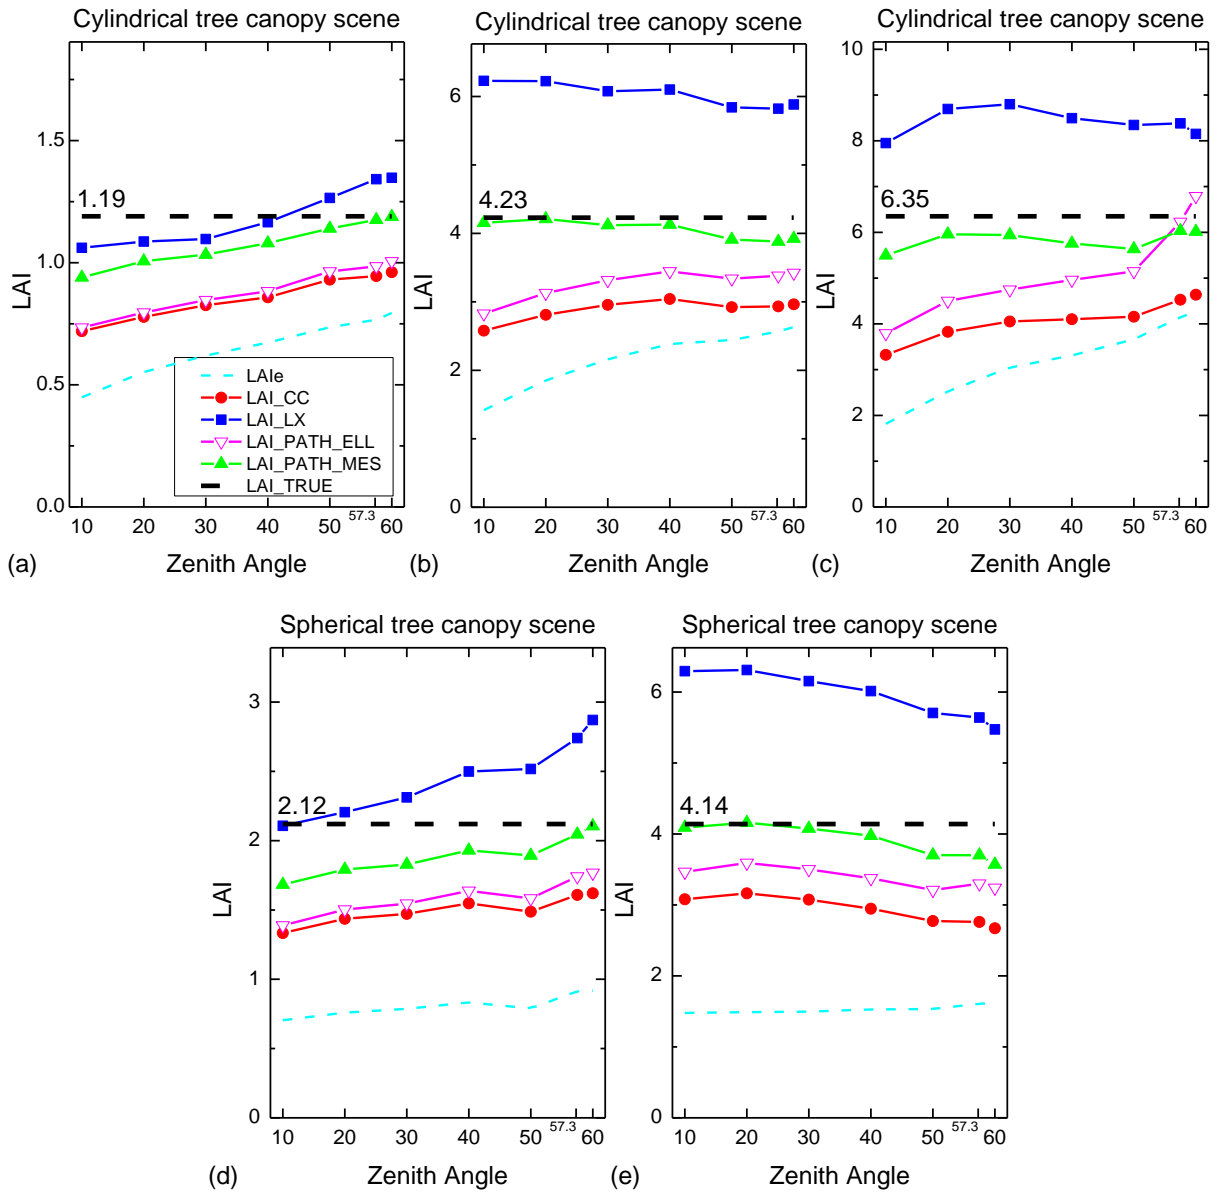 Cylindrical tree canopy scene
LAI
1.5
1.0
0.5
0.0
1.19
LAIe
LAI_CC
LAI_LX
LAI_PATH_ELL
LAI_PATH_MES
LAI_TRUE
10 20 30 40 50 57.3 60
(a)
Zenith Angle
Cylindrical tree canopy scene
LAI
6
4
2
0
4.23
10 20 30 40 50 57.3 60
(b)
Zenith Angle
Cylindrical tree canopy scene
LAI
10
8
6
4
2
0
6.35
10 20 30 40 50 57.3 60
(c)
Zenith Angle
Spherical tree canopy scene
LAI
3
2
1
0
2.12
10 20 30 40 50 57.3 60
(d)
Zenith Angle
Spherical tree canopy scene
LAI
6
4
2
0
4.14
10 20 30 40 50 57.3 60
(e)
Zenith Angle